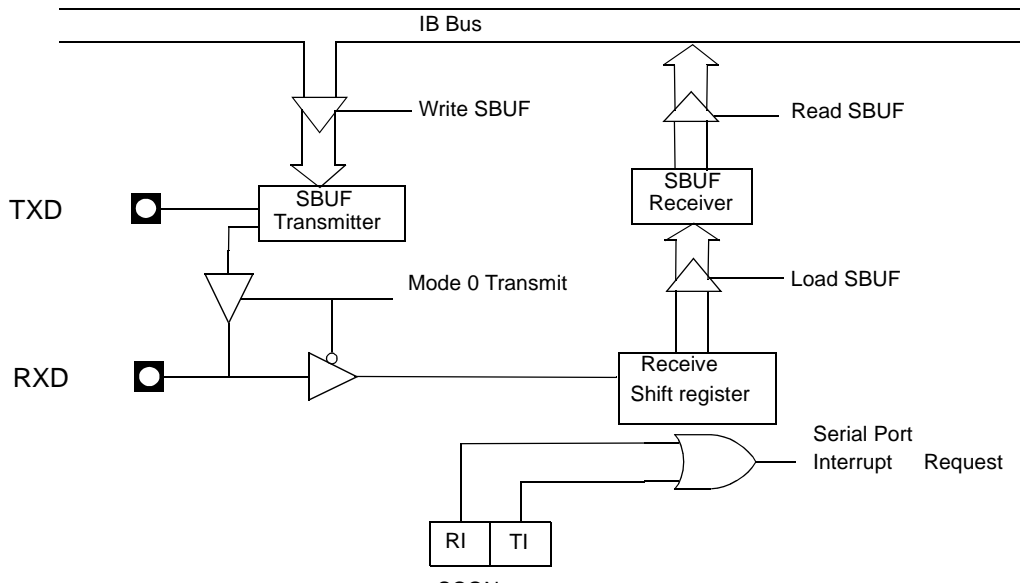 IB Bus
Write SBUF
Read SBUF
SBUF
Transmitter
SBUF
Receiver
TXD
Mode 0 Transmit
Load SBUF
RXD
Receive
Shift register
Serial Port
Interrupt Request
RI TI